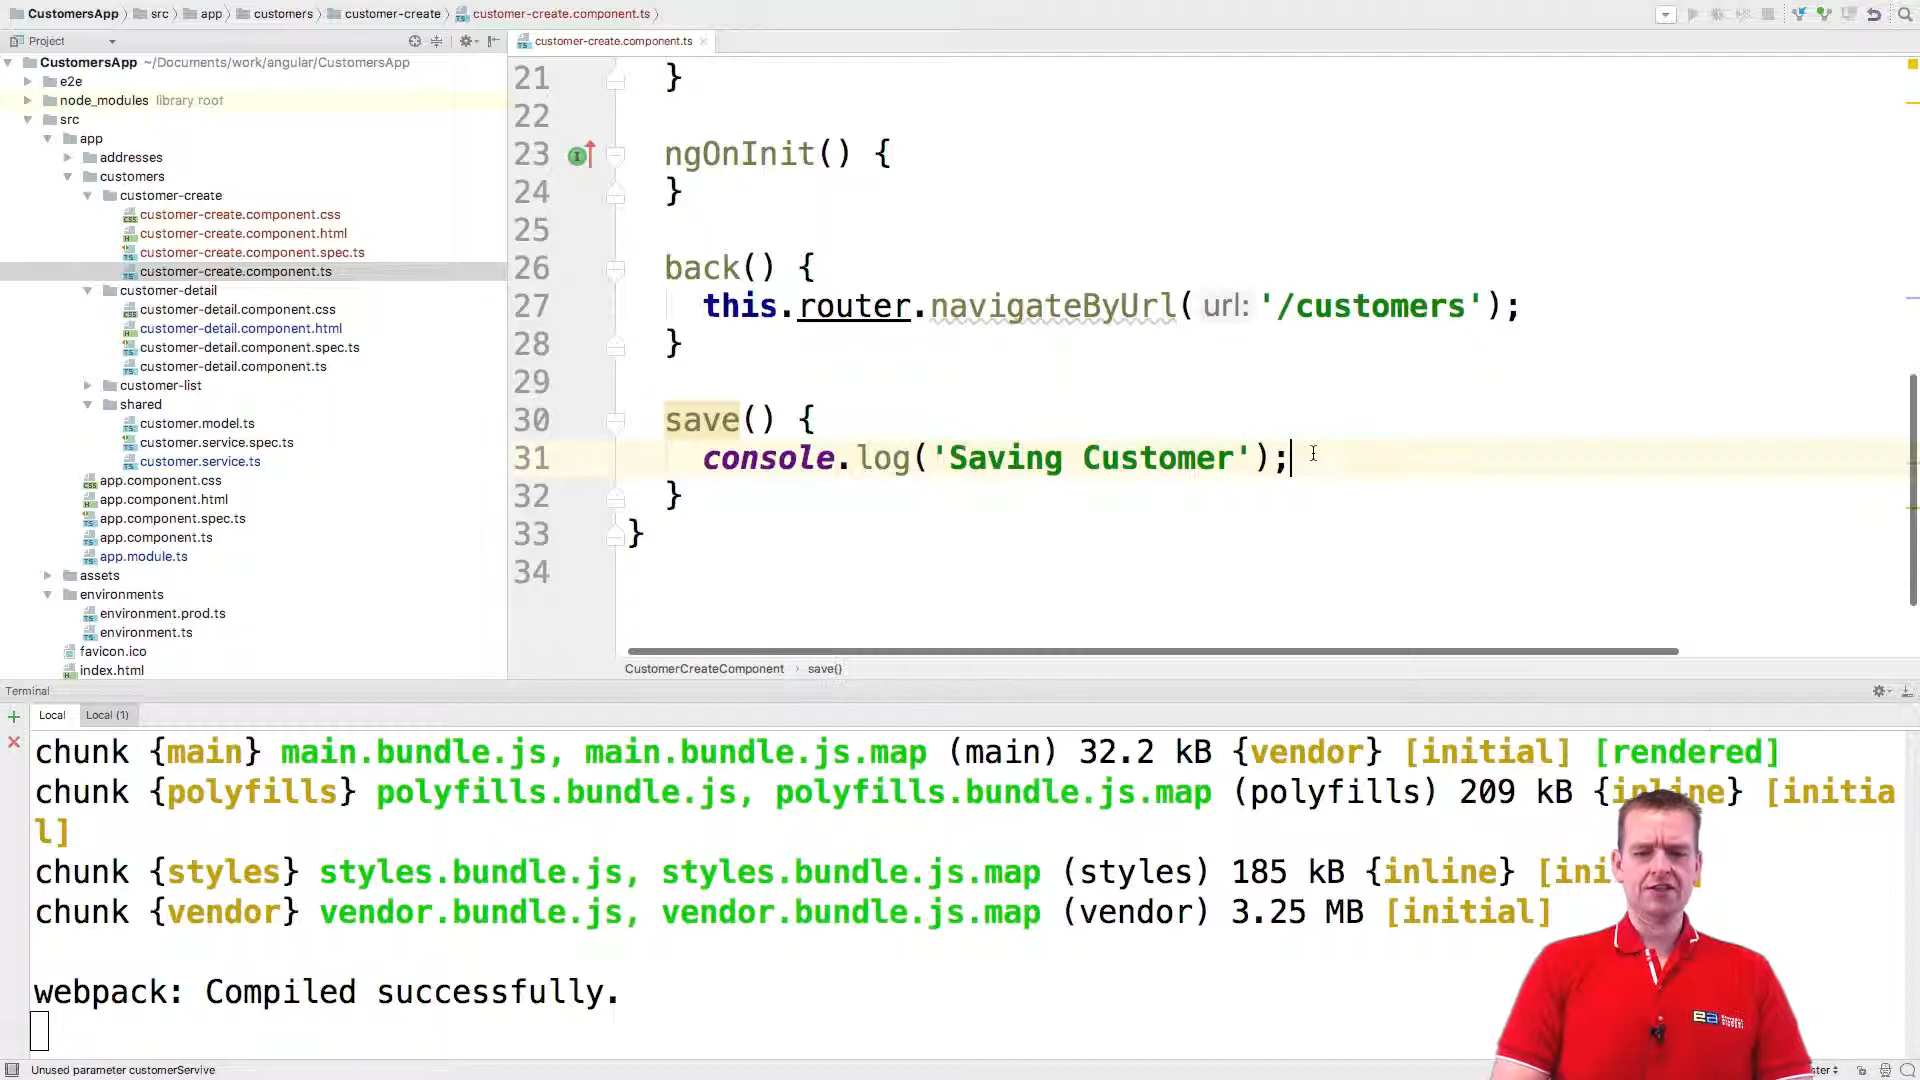 CustomersApp src app customers customer-create customer-create.component.ts
Project
customer-create.component.ts
CustomersApp ~/Documents/work/angular/CustomersApp
e2e
node_modules library root
src
app
addresses
customers
customer-create
customer-create.component.css
customer-create.component.html
customer-create.component.spec.ts
customer-create.component.ts
customer-detail
customer-detail.component.css
customer-detail.component.html
customer-detail.component.spec.ts
customer-detail.component.ts
customer-list
shared
customer.model.ts
customer.service.spec.ts
customer.service.ts
app.component.css
app.component.html
app.component.spec.ts
app.component.ts
app.module.ts
assets
environments
environment.prod.ts
environment.ts
favicon.ico
index.html
21 }
22
23 ngOnInit() {
24 }
25
26 back() {
27 this.router.navigateByUrl( url: '/customers');
28 }
29
30 save() {
31 console.log('Saving Customer');
32 }
33 }
34
CustomerCreateComponent save()
Terminal
Local Local (1)
chunk {main} main.bundle.js, main.bundle.js.map (main) 32.2 kB {vendor} [initial] [rendered]
chunk {polyfills} polyfills.bundle.js, polyfills.bundle.js.map (polyfills) 209 kB {inline} [initia
l]
chunk {styles} styles.bundle.js, styles.bundle.js.map (styles) 185 kB {inline} [ini
chunk {vendor} vendor.bundle.js, vendor.bundle.js.map (vendor) 3.25 MB [initial]
webpack: Compiled successfully.
Unused parameter customerServive